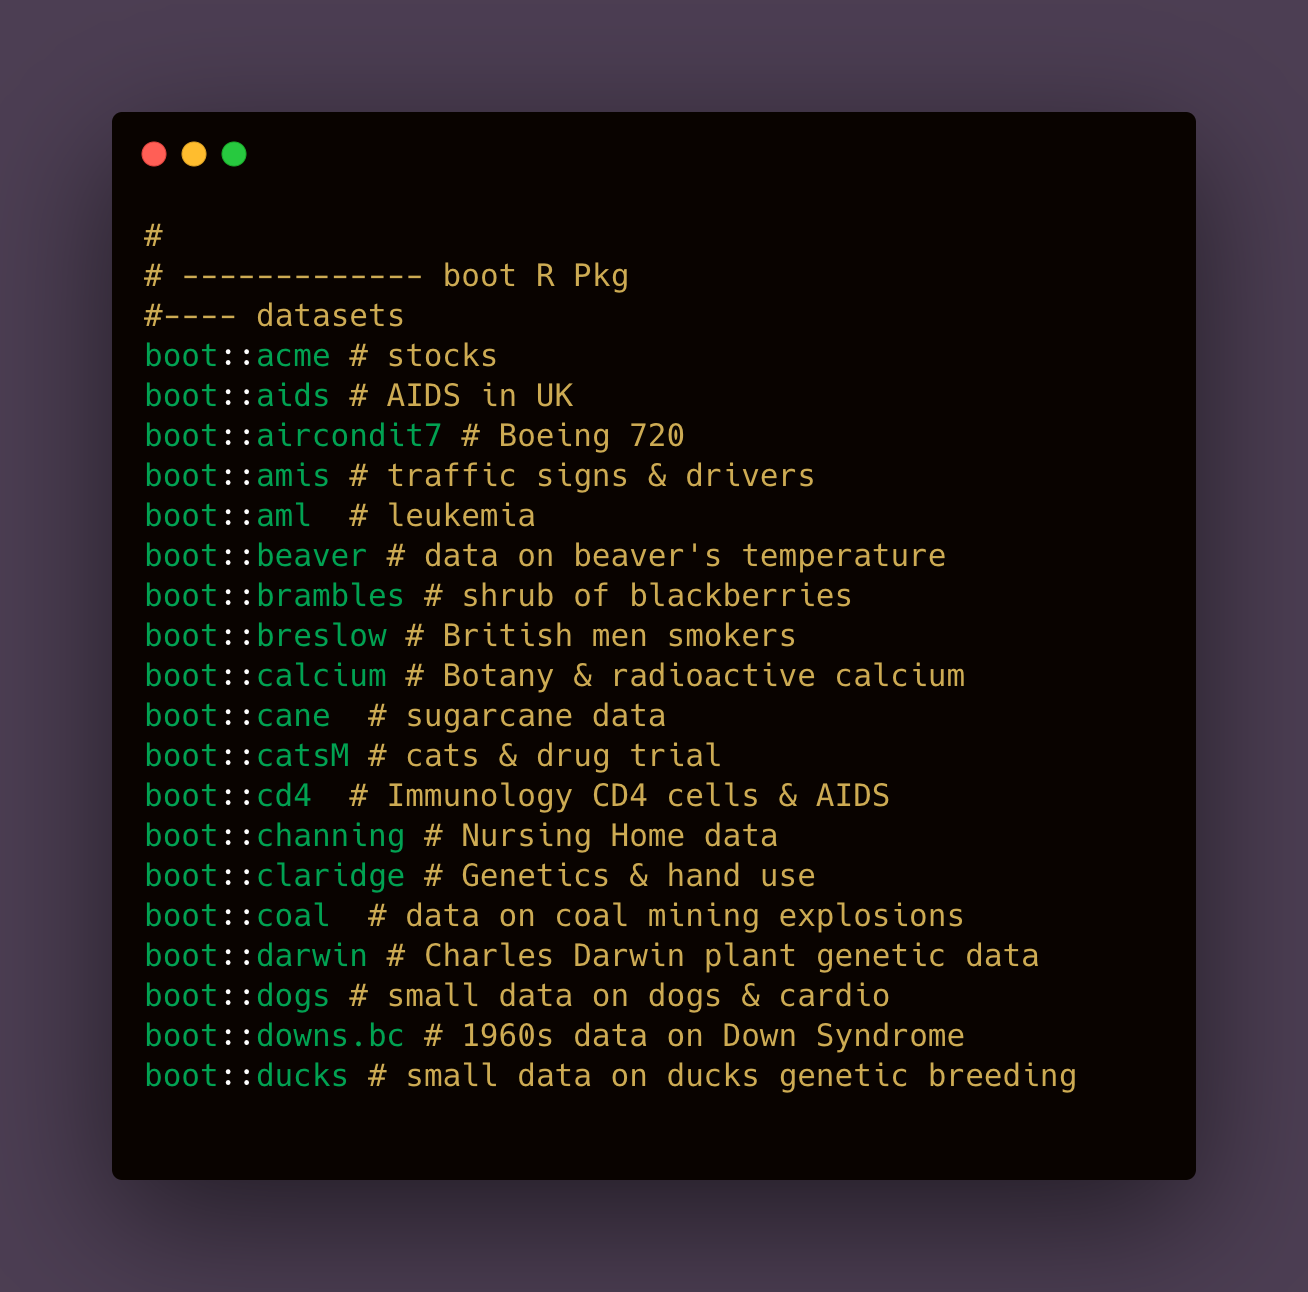 #
# ------------- boot R Pkg
#---- datasets
boot::acme # stocks
boot::aids # AIDS in UK
boot::aircondit7 # Boeing 720
boot::amis # traffic signs & drivers
boot::aml  # leukemia
boot::beaver # data on beaver's temperature
boot::brambles # shrub of blackberries
boot::breslow # British men smokers
boot::calcium # Botany & radioactive calcium
boot::cane  # sugarcane data
boot::catsM # cats & drug trial
boot::cd4  # Immunology CD4 cells & AIDS
boot::channing # Nursing Home data
boot::claridge # Genetics & hand use
boot::coal  # data on coal mining explosions
boot::darwin # Charles Darwin plant genetic data
boot::dogs # small data on dogs & cardio
boot::downs.bc # 1960s data on Down Syndrome
boot::ducks # small data on ducks genetic breeding